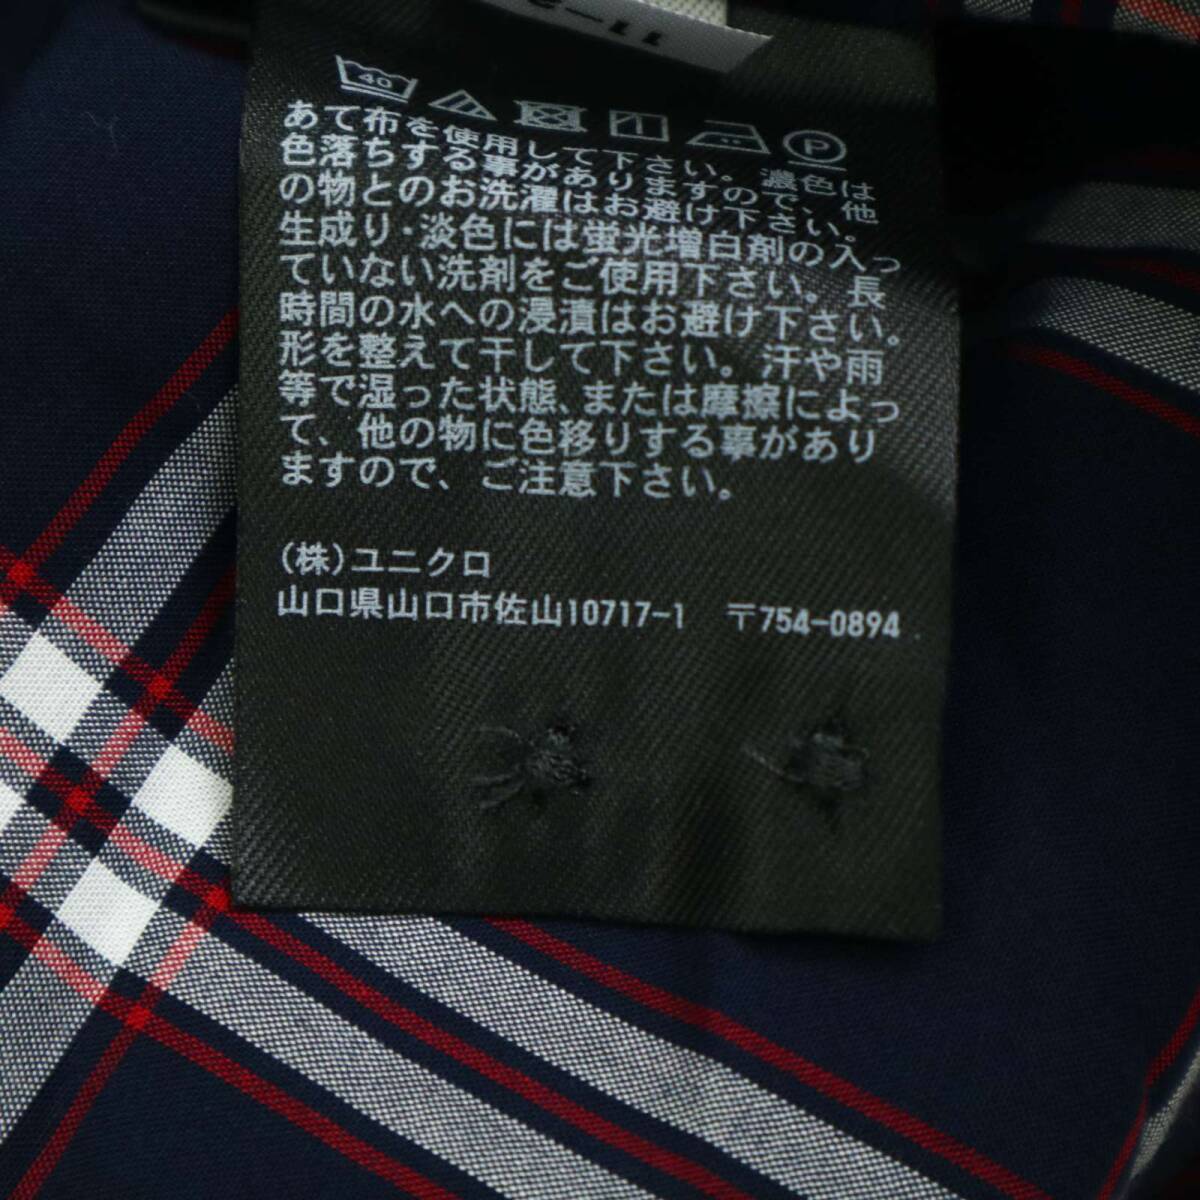 11-2
40 P
あて布を使用して下さい。濃色は
色落ちする事がありますので、他
の物とのお洗濯はお避け下さい。
生成り・淡色には蛍光増白剤の入っ
ていない洗剤をご使用下さい。長
時間の水への浸漬はお避け下さい。
形を整えて干して下さい。汗や雨
等で湿った状態、または摩擦によっ
て、他の物に色移りする事があり
ますので、ご注意下さい。
(株)ユニクロ
山口県山口市佐山10717-1 〒754-0894